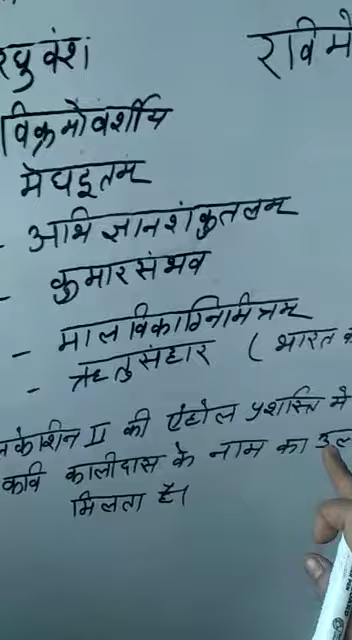 रघुवंश रविमे
विक्रमोवर्शीय
मेघदूतम
- अभिज्ञानशंकुतलम
- कुमारसंभव
- मालविकाग्निमित्रम
- ऋतुसंहार (भारत क
लकेशिन II की एहोल प्रशस्ति मे
कवि कालीदास के नाम का उल
मिलता है।